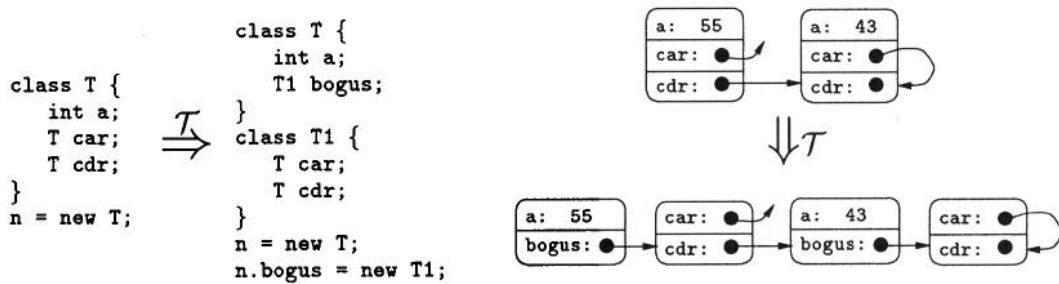 class T {
int a;
T car;
T cdr;
}
n = new T;
T
class T {
int a;
T1 bogus;
}
class T1 {
T car;
T cdr;
}
n = new T;
n.bogus = new T1;
a: 55
car:
cdr:
a: 43
car:
cdr:
T
a: 55
bogus:
car:
cdr:
a: 43
bogus:
car:
cdr: